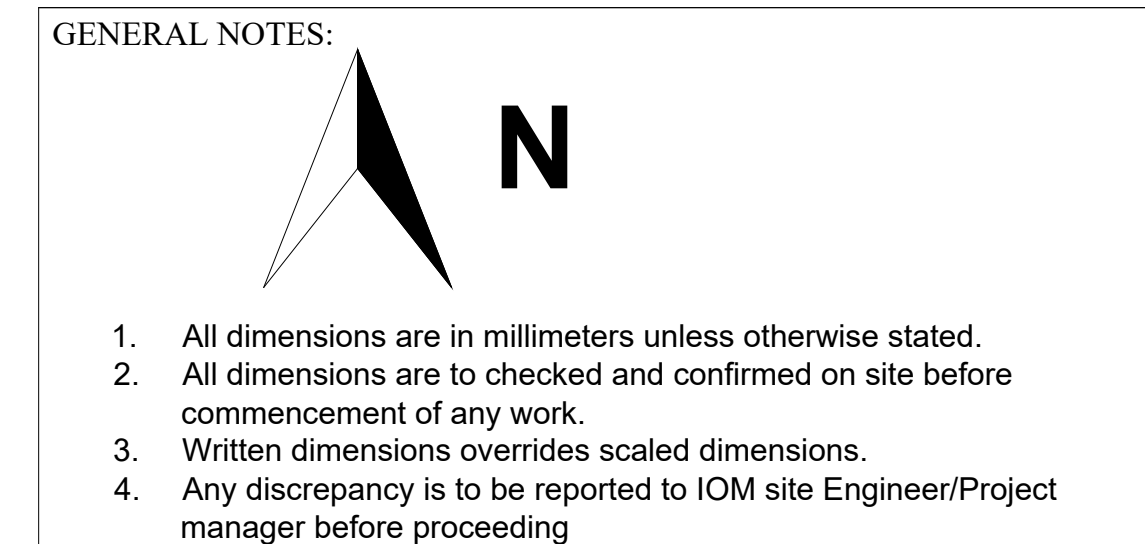 GENERAL NOTES:
N
1. All dimensions are in millimeters unless otherwise stated.
2. All dimensions are to checked and confirmed on site before
commencement of any work.
3. Written dimensions overrides scaled dimensions.
4. Any discrepancy is to be reported to IOM site Engineer/Project
manager before proceeding